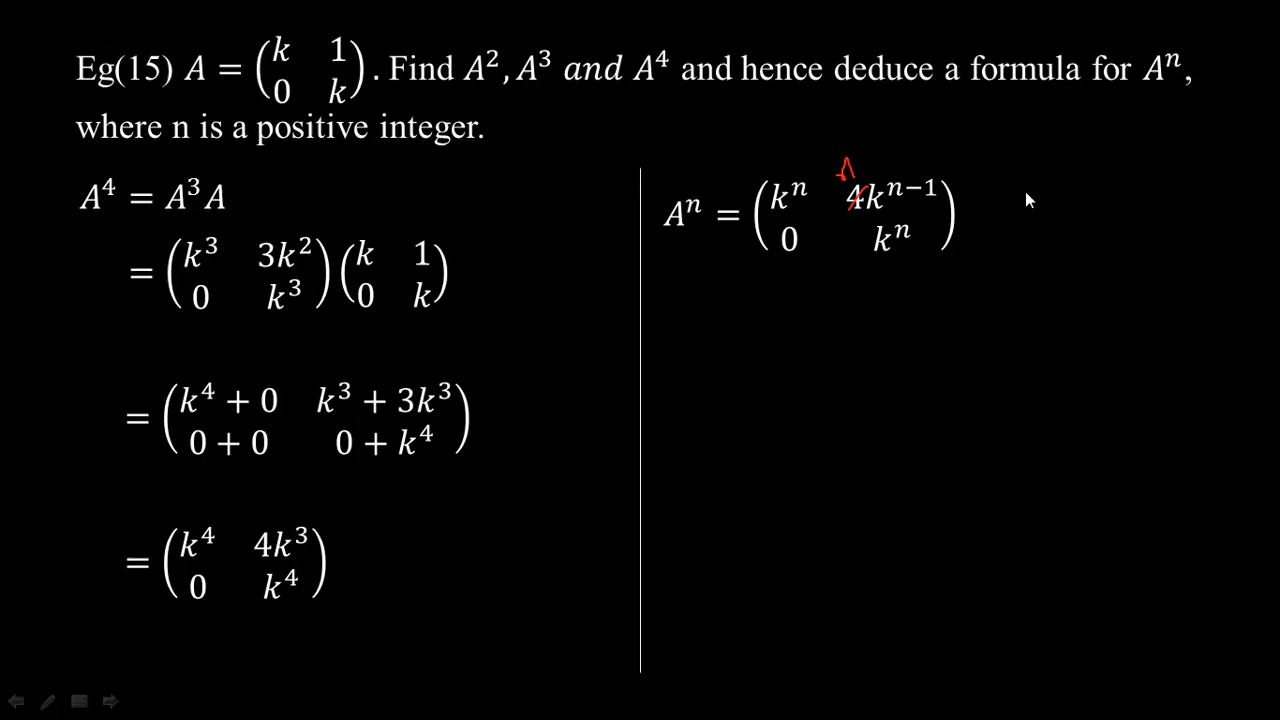 Eg(15) A = (k 1 0 k). Find A², A³ and A⁴ and hence deduce a formula for Aⁿ,
where n is a positive integer.
A⁴ = A³A
= (k³ 3k² 0 k³)(k 1 0 k)
= (k⁴ + 0 k³ + 3k³ 0 + 0 0 + k⁴)
= (k⁴ 4k³ 0 k⁴)
Aⁿ = (kⁿ 4kⁿ⁻¹ 0 kⁿ)